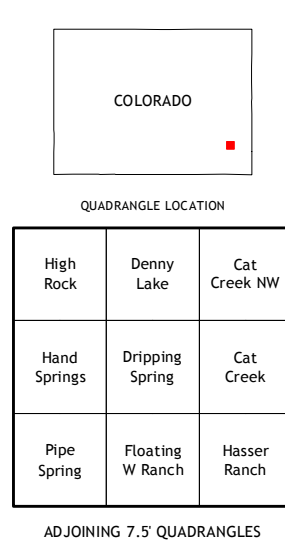 COLORADO
QUADRANGLE LOCATION
High
Rock
Denny
Lake
Cat
Creek NW
Hand
Springs
Dripping
Spring
Cat
Creek
Pipe
Spring
Floating
W Ranch
Hasser
Ranch
ADJOINING 7.5' QUADRANGLES